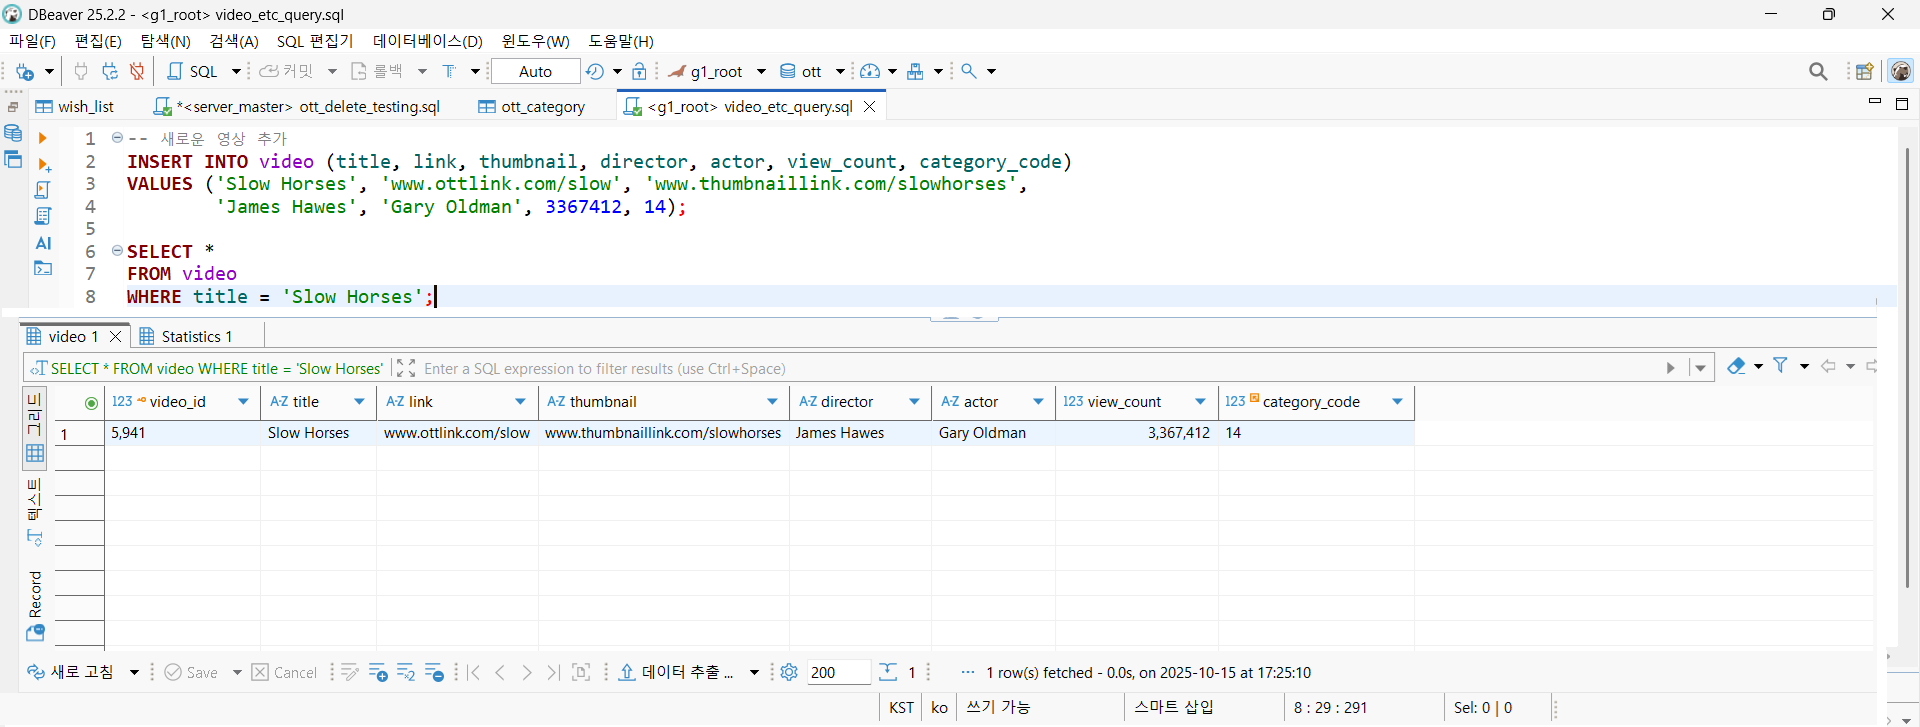 DBeaver 25.2.2 - <g1_root> video_etc_query.sql
파일(F) 편집(E) 탐색(N) 검색(A) SQL 편집기 데이터베이스(D) 윈도우(W) 도움말(H)
SQL 커밋 롤백 Auto g1_root ott
wish_list *<server_master> ott_delete_testing.sql ott_category <g1_root> video_etc_query.sql
1 -- 새로운 영상 추가
2 INSERT INTO video (title, link, thumbnail, director, actor, view_count, category_code)
3 VALUES ('Slow Horses', 'www.ottlink.com/slow', 'www.thumbnaillink.com/slowhorses',
4 'James Hawes', 'Gary Oldman', 3367412, 14);
5
6 SELECT *
7 FROM video
8 WHERE title = 'Slow Horses';
AI
video 1 Statistics 1
SELECT * FROM video WHERE title = 'Slow Horses' Enter a SQL expression to filter results (use Ctrl+Space)
123 video_id A-Z title A-Z link A-Z thumbnail A-Z director A-Z actor 123 view_count 123 category_code
1 5,941 Slow Horses www.ottlink.com/slow www.thumbnaillink.com/slowhorses James Hawes Gary Oldman 3,367,412 14
그리드
텍스트
Record
새로 고침 Save Cancel 데이터 추출 ... 200 1 ... 1 row(s) fetched - 0.0s, on 2025-10-15 at 17:25:10
KST ko 쓰기 가능 스마트 삽입 8 : 29 : 291 Sel: 0 | 0